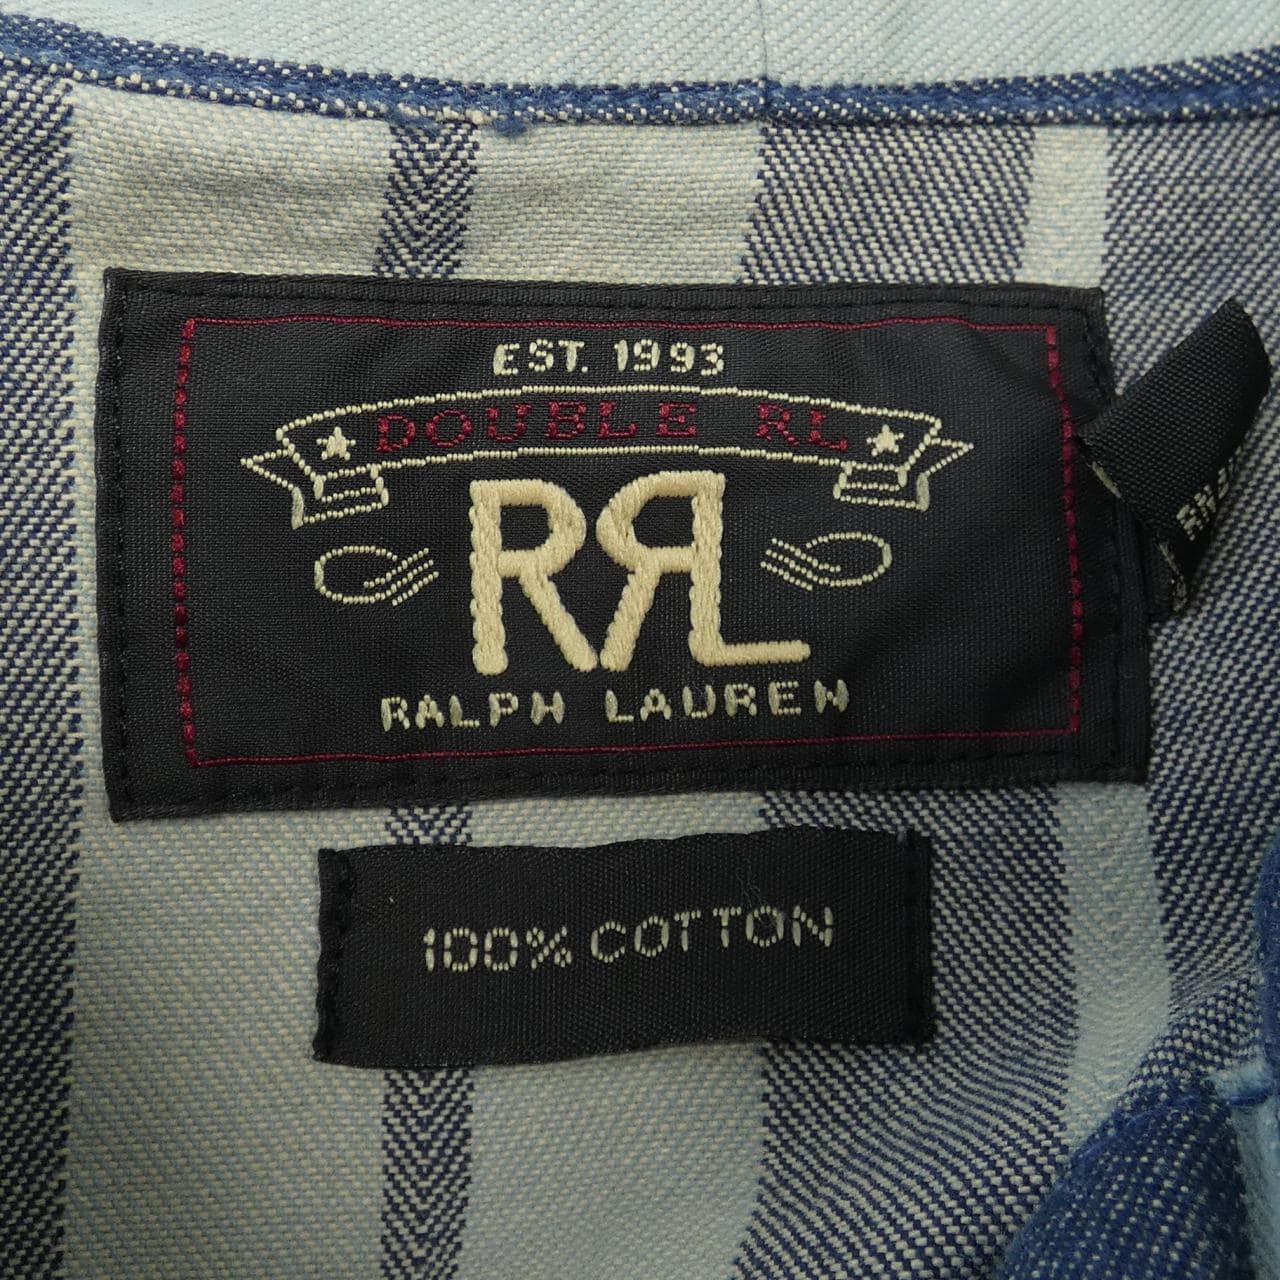 EST. 1993
DOUBLE RL
RRL
RALPH LAUREN
100% COTTON